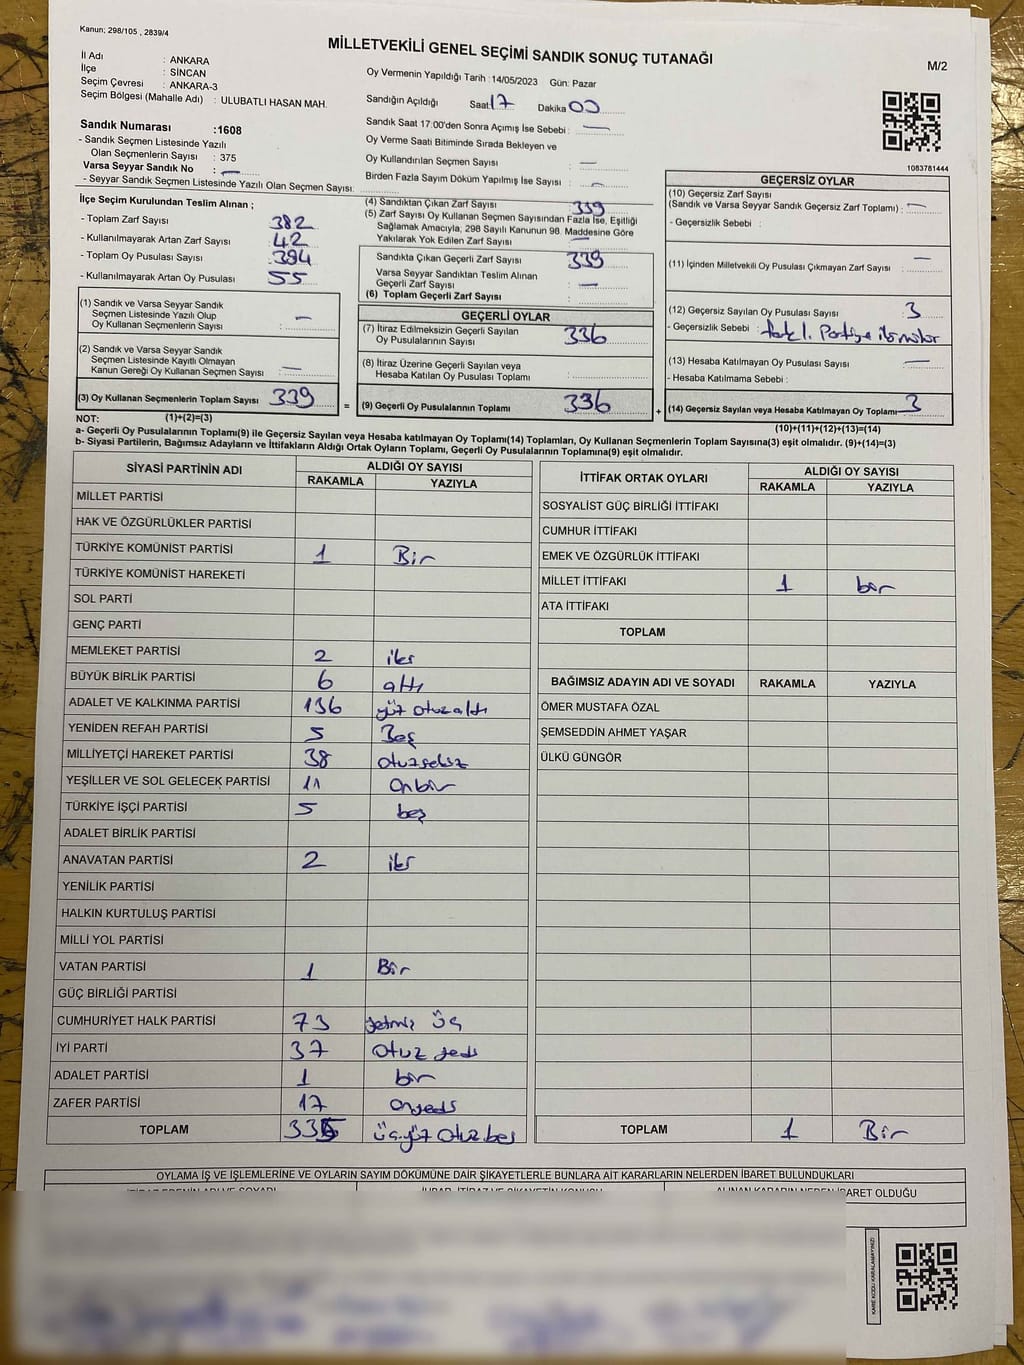 Kanun: 298/105 , 2839/4
MİLLETVEKİLİ GENEL SEÇİMİ SANDIK SONUÇ TUTANAĞI
M/2
İl Adı : ANKARA
İlçe : SİNCAN
Seçim Çevresi : ANKARA-3
Seçim Bölgesi (Mahalle Adı) : ULUBATLI HASAN MAH.
Sandık Numarası :1608
- Sandık Seçmen Listesinde Yazılı
Olan Seçmenlerin Sayısı : 375
Varsa Seyyar Sandık No : —
- Seyyar Sandık Seçmen Listesinde Yazılı Olan Seçmen Sayısı:
Oy Vermenin Yapıldığı Tarih :14/05/2023 Gün: Pazar
Sandığın Açıldığı Saat 17 Dakika 00
Sandık Saat 17:00'den Sonra Açımış İse Sebebi : —
Oy Verme Saati Bitiminde Sırada Bekleyen ve
Oy Kullandırılan Seçmen Sayısı : —
Birden Fazla Sayım Döküm Yapılmış İse Sayısı : —
1083781444
İlçe Seçim Kurulundan Teslim Alınan ;
- Toplam Zarf Sayısı 382
- Kullanılmayarak Artan Zarf Sayısı 42
- Toplam Oy Pusulası Sayısı 394
- Kullanılmayarak Artan Oy Pusulası 55
(1) Sandık ve Varsa Seyyar Sandık
Seçmen Listesinde Yazılı Olup
Oy Kullanan Seçmenlerin Sayısı : —
(2) Sandık ve Varsa Seyyar Sandık
Seçmen Listesinde Kayıtlı Olmayan
Kanun Gereği Oy Kullanan Seçmen Sayısı : —
(3) Oy Kullanan Seçmenlerin Toplam Sayısı 339
(1)+(2)=(3)
(4) Sandıktan Çıkan Zarf Sayısı 339
(5) Zarf Sayısı Oy Kullanan Seçmen Sayısından Fazla İse, Eşitliği
Sağlamak Amacıyla, 298 Sayılı Kanunun 98. Maddesine Göre
Yakılarak Yok Edilen Zarf Sayısı : —
Sandıkta Çıkan Geçerli Zarf Sayısı 339
Varsa Seyyar Sandıktan Teslim Alınan
Geçerli Zarf Sayısı : —
(6) Toplam Geçerli Zarf Sayısı :
GEÇERLİ OYLAR
(7) İtiraz Edilmeksizin Geçerli Sayılan
Oy Pusulalarının Sayısı 336
(8) İtiraz Üzerine Geçerli Sayılan veya
Hesaba Katılan Oy Pusulası Toplamı :
= (9) Geçerli Oy Pusulalarının Toplamı 336
GEÇERSİZ OYLAR
(10) Geçersiz Zarf Sayısı
(Sandık ve Varsa Seyyar Sandık Geçersiz Zarf Toplamı) : —
- Geçersizlik Sebebi :
(11) İçinden Milletvekili Oy Pusulası Çıkmayan Zarf Sayısı : —
(12) Geçersiz Sayılan Oy Pusulası Sayısı : 3
- Geçersizlik Sebebi :
(13) Hesaba Katılmayan Oy Pusulası Sayısı : —
- Hesaba Katılmama Sebebi :
+ (14) Geçersiz Sayılan veya Hesaba Katılmayan Oy Toplamı 3
(10)+(11)+(12)+(13)=(14)
NOT:
a- Geçerli Oy Pusulalarının Toplamı(9) ile Geçersiz Sayılan veya Hesaba katılmayan Oy Toplamı(14) Toplamları, Oy Kullanan Seçmenlerin Toplam Sayısına(3) eşit olmalıdır. (9)+(14)=(3)
b- Siyasi Partilerin, Bağımsız Adayların ve İttifakların Aldığı Ortak Oyların Toplamı, Geçerli Oy Pusulalarının Toplamına(9) eşit olmalıdır.
SİYASİ PARTİNİN ADI ALDIĞI OY SAYISI
RAKAMLA YAZIYLA
MİLLET PARTİSİ
HAK VE ÖZGÜRLÜKLER PARTİSİ
TÜRKİYE KOMÜNİST PARTİSİ 1 Bir
TÜRKİYE KOMÜNİST HAREKETİ
SOL PARTİ
GENÇ PARTİ
MEMLEKET PARTİSİ 2 iki
BÜYÜK BİRLİK PARTİSİ 6 altı
ADALET VE KALKINMA PARTİSİ 136 yüz otuzaltı
YENİDEN REFAH PARTİSİ 5 Beş
MİLLİYETÇİ HAREKET PARTİSİ 38 otuzsekiz
YEŞİLLER VE SOL GELECEK PARTİSİ 11 onbir
TÜRKİYE İŞÇİ PARTİSİ 5 beş
ADALET BİRLİK PARTİSİ
ANAVATAN PARTİSİ 2 iki
YENİLİK PARTİSİ
HALKIN KURTULUŞ PARTİSİ
MİLLİ YOL PARTİSİ
VATAN PARTİSİ 1 Bir
GÜÇ BİRLİĞİ PARTİSİ
CUMHURİYET HALK PARTİSİ 73 yetmiş üç
İYİ PARTİ 37 otuz yedi
ADALET PARTİSİ 1 bir
ZAFER PARTİSİ 17 onyedi
TOPLAM 335 üçyüz otuz beş
İTTİFAK ORTAK OYLARI ALDIĞI OY SAYISI
RAKAMLA YAZIYLA
SOSYALİST GÜÇ BİRLİĞİ İTTİFAKI
CUMHUR İTTİFAKI
EMEK VE ÖZGÜRLÜK İTTİFAKI
MİLLET İTTİFAKI 1 bir
ATA İTTİFAKI
TOPLAM
BAĞIMSIZ ADAYIN ADI VE SOYADI RAKAMLA YAZIYLA
ÖMER MUSTAFA ÖZAL
ŞEMSEDDİN AHMET YAŞAR
ÜLKÜ GÜNGÖR
TOPLAM 1 Bir
OYLAMA İŞ VE İŞLEMLERİNE VE OYLARIN SAYIM DÖKÜMÜNE DAİR ŞİKAYETLERLE BUNLARA AİT KARARLARIN NELERDEN İBARET BULUNDUKLARI
ALINAN KARARIN NEDEN İBARET OLDUĞU
KARE KODU KARALAMAYINIZ!